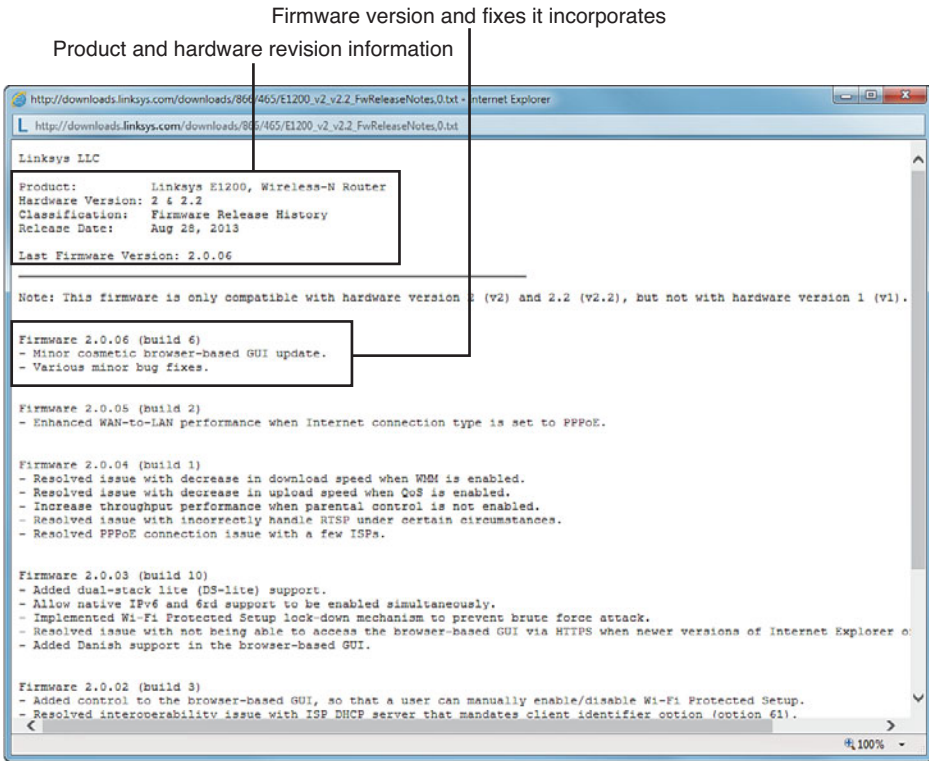 Firmware version and fixes it incorporates
Product and hardware revision information
http://downloads.linksys.com/downloads/866/465/E1200_v2_v2.2_FwReleaseNotes,0.txt - Internet Explorer
http://downloads.linksys.com/downloads/866/465/E1200_v2_v2.2_FwReleaseNotes,0.txt
Linksys LLC
Product: Linksys E1200, Wireless-N Router
Hardware Version: 2 & 2.2
Classification: Firmware Release History
Release Date: Aug 28, 2013
Last Firmware Version: 2.0.06
Note: This firmware is only compatible with hardware version 2 (v2) and 2.2 (v2.2), but not with hardware version 1 (v1).
Firmware 2.0.06 (build 6)
- Minor cosmetic browser-based GUI update.
- Various minor bug fixes.
Firmware 2.0.05 (build 2)
- Enhanced WAN-to-LAN performance when Internet connection type is set to PPPoE.
Firmware 2.0.04 (build 1)
- Resolved issue with decrease in download speed when WMM is enabled.
- Resolved issue with decrease in upload speed when QoS is enabled.
- Increase throughput performance when parental control is not enabled.
- Resolved issue with incorrectly handle RTSP under certain circumstances.
- Resolved PPPoE connection issue with a few ISPs.
Firmware 2.0.03 (build 10)
- Added dual-stack lite (DS-lite) support.
- Allow native IPv6 and 6rd support to be enabled simultaneously.
- Implemented Wi-Fi Protected Setup lock-down mechanism to prevent brute force attack.
- Resolved issue with not being able to access the browser-based GUI via HTTPS when newer versions of Internet Explorer o
- Added Danish support in the browser-based GUI.
Firmware 2.0.02 (build 3)
- Added control to the browser-based GUI, so that a user can manually enable/disable Wi-Fi Protected Setup.
- Resolved interoperability issue with ISP DHCP server that mandates client identifier option (option 61).
100%